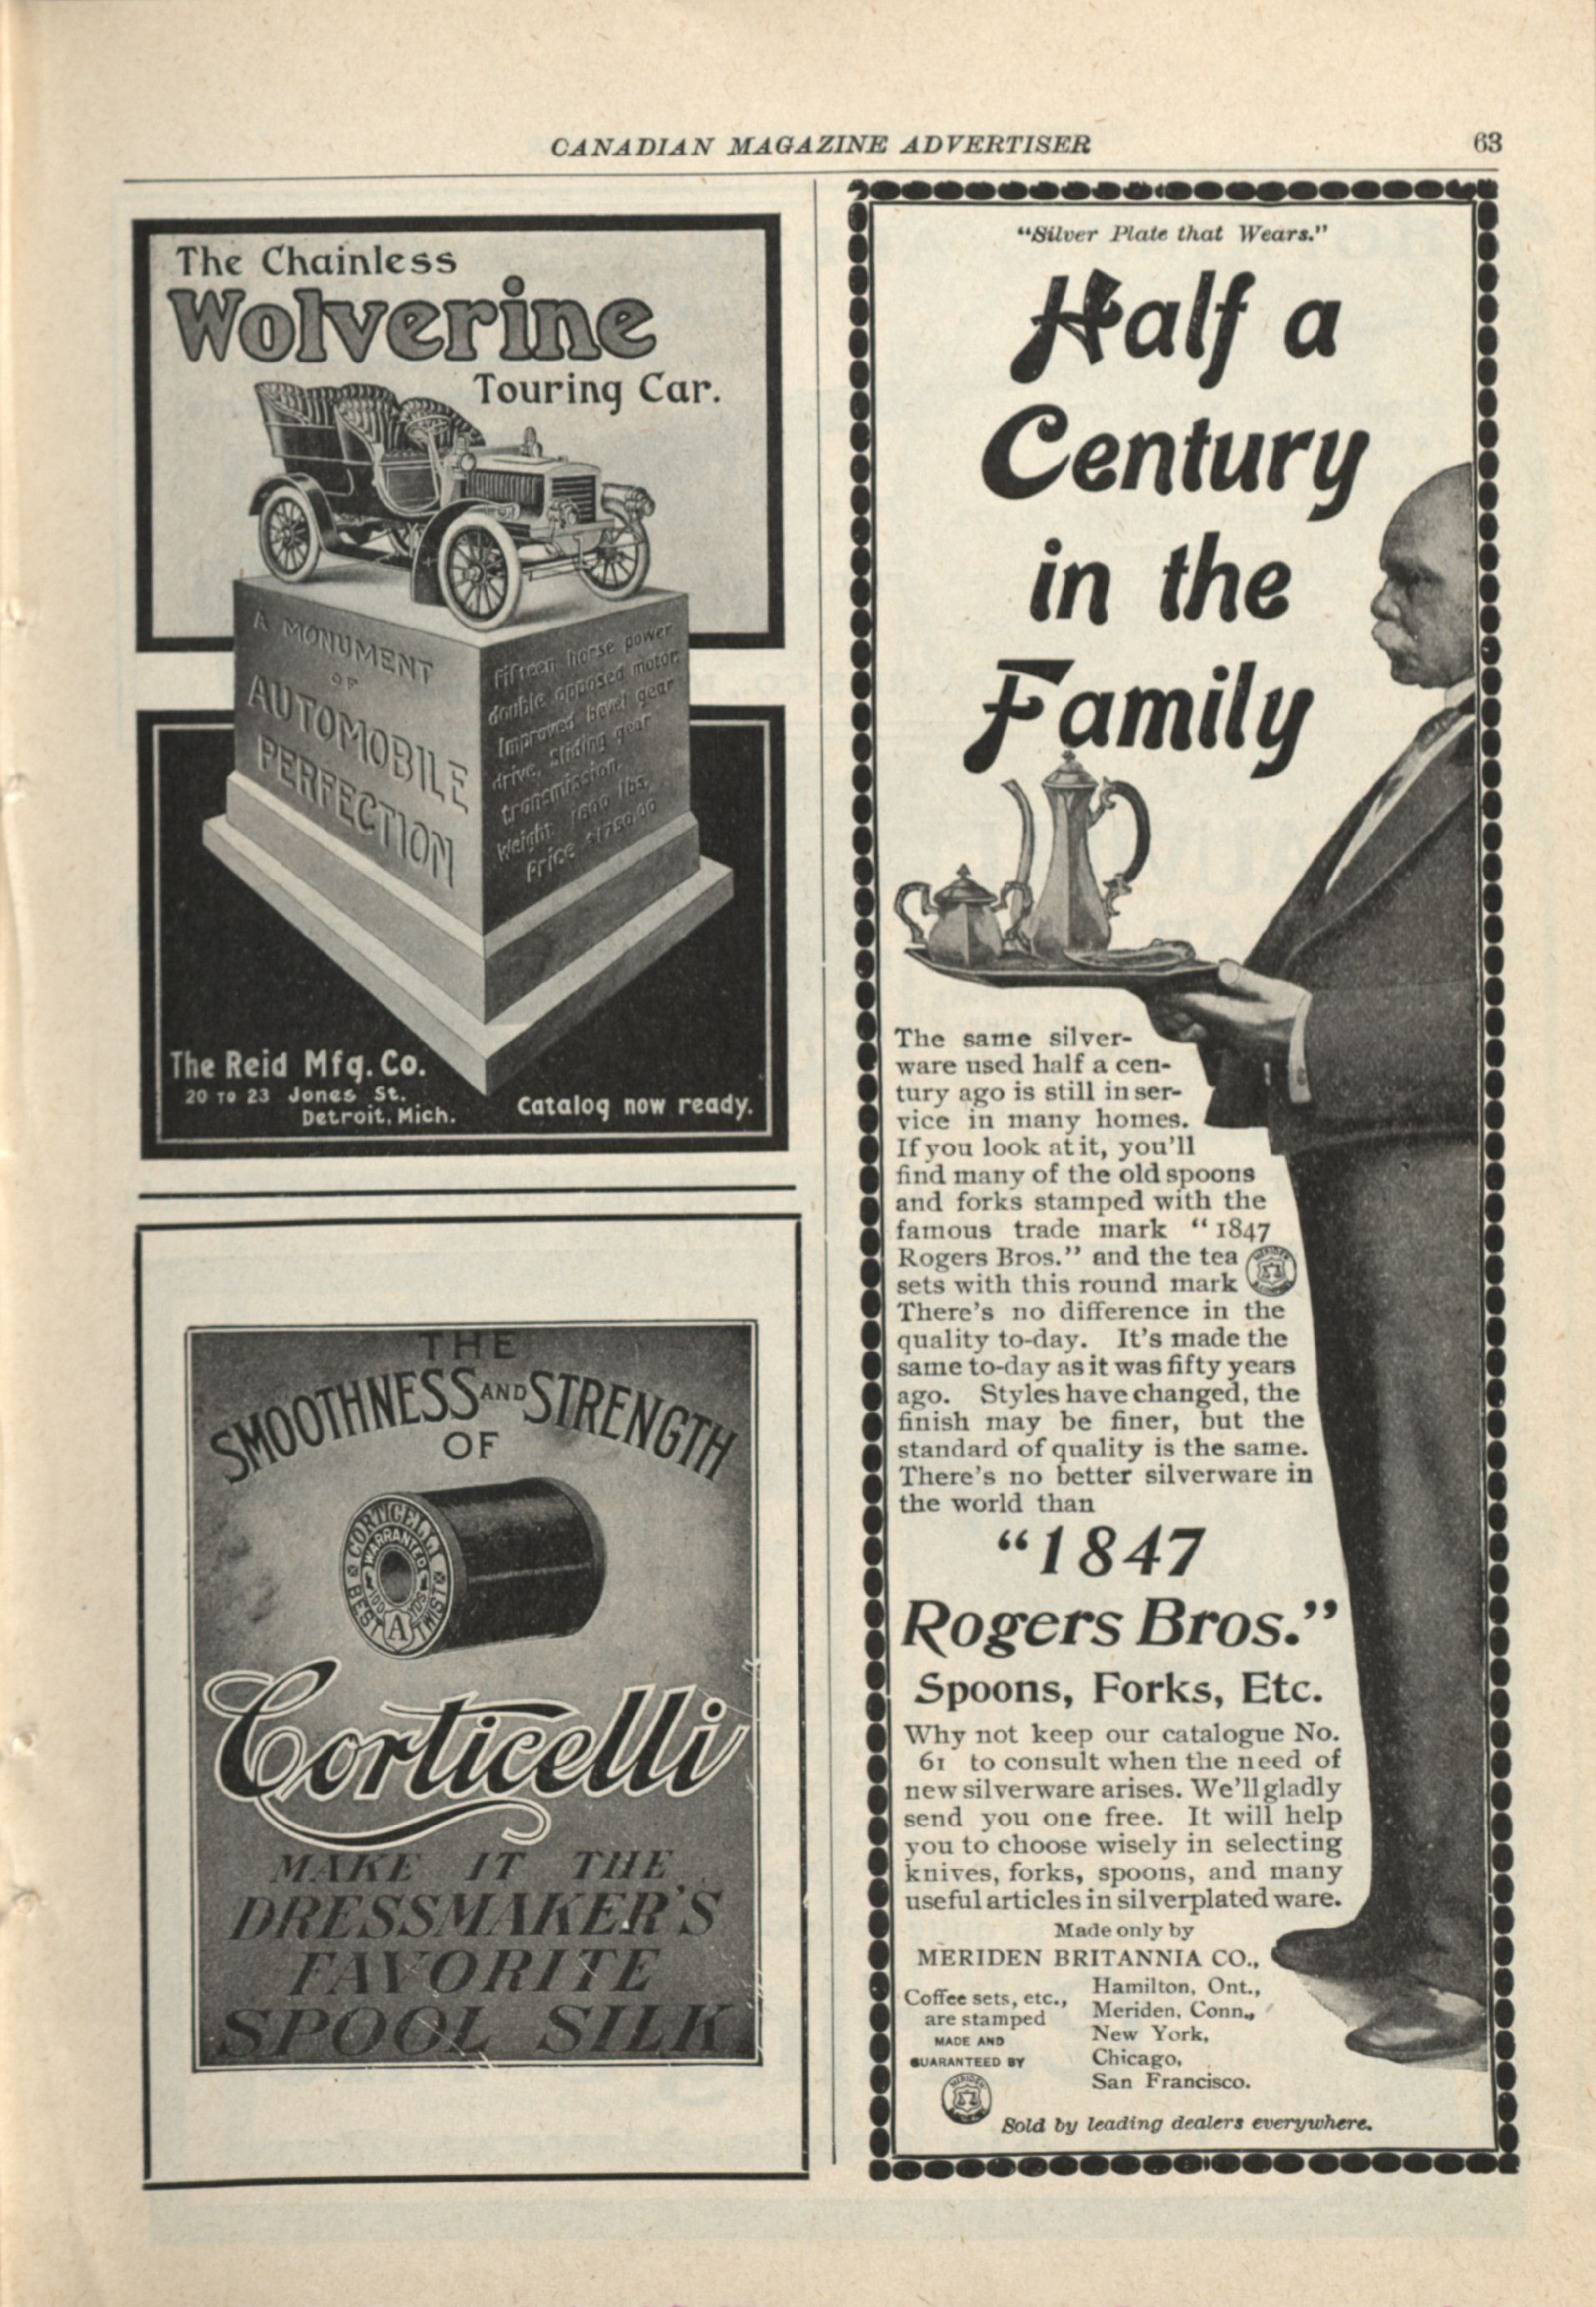 CANADIAN MAGAZINE ADVERTISER 63
The Chainless
Wolverine
Touring Car.
A MONUMENT
OF
AUTOMOBILE
PERFECTION
Fifteen horse power
double opposed motor
Improved bevel gear
drive, Sliding gear
transmission.
Weight 1800 lbs.
Price $1750.00
The Reid Mfg. Co.
20 TO 23 Jones St.
Detroit, Mich.
Catalog now ready.
THE
SMOOTHNESS AND STRENGTH
OF
CORTICELLI
WARRANTED
100 YDS
BEST A TWIST
Corticelli
MAKE IT THE
DRESSMAKER'S
FAVORITE
SPOOL SILK
"Silver Plate that Wears."
Half a
Century
in the
Family
The same silver-
ware used half a cen-
tury ago is still in ser-
vice in many homes.
If you look at it, you'll
find many of the old spoons
and forks stamped with the
famous trade mark "1847
Rogers Bros." and the tea
sets with this round mark
MERIDEN
There's no difference in the
quality to-day. It's made the
same to-day as it was fifty years
ago. Styles have changed, the
finish may be finer, but the
standard of quality is the same.
There's no better silverware in
the world than
"1847
Rogers Bros."
Spoons, Forks, Etc.
Why not keep our catalogue No.
61 to consult when the need of
new silverware arises. We'll gladly
send you one free. It will help
you to choose wisely in selecting
knives, forks, spoons, and many
useful articles in silverplated ware.
Made only by
MERIDEN BRITANNIA CO.,
Hamilton, Ont.,
Meriden, Conn.,
New York,
Chicago,
San Francisco.
Coffee sets, etc.,
are stamped
MADE AND
GUARANTEED BY
MERIDEN
Sold by leading dealers everywhere.